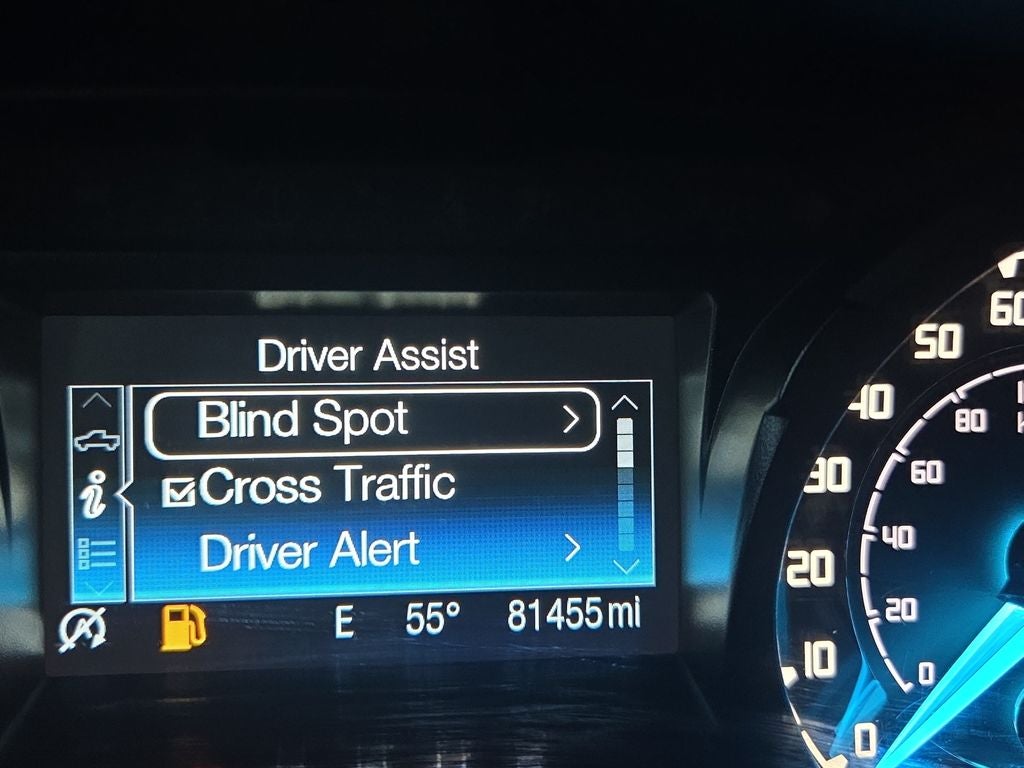 Driver Assist
Blind Spot
Cross Traffic
Driver Alert
E 55° 81455 mi
60
50
40
30
20
10
0
80
60
40
20
0